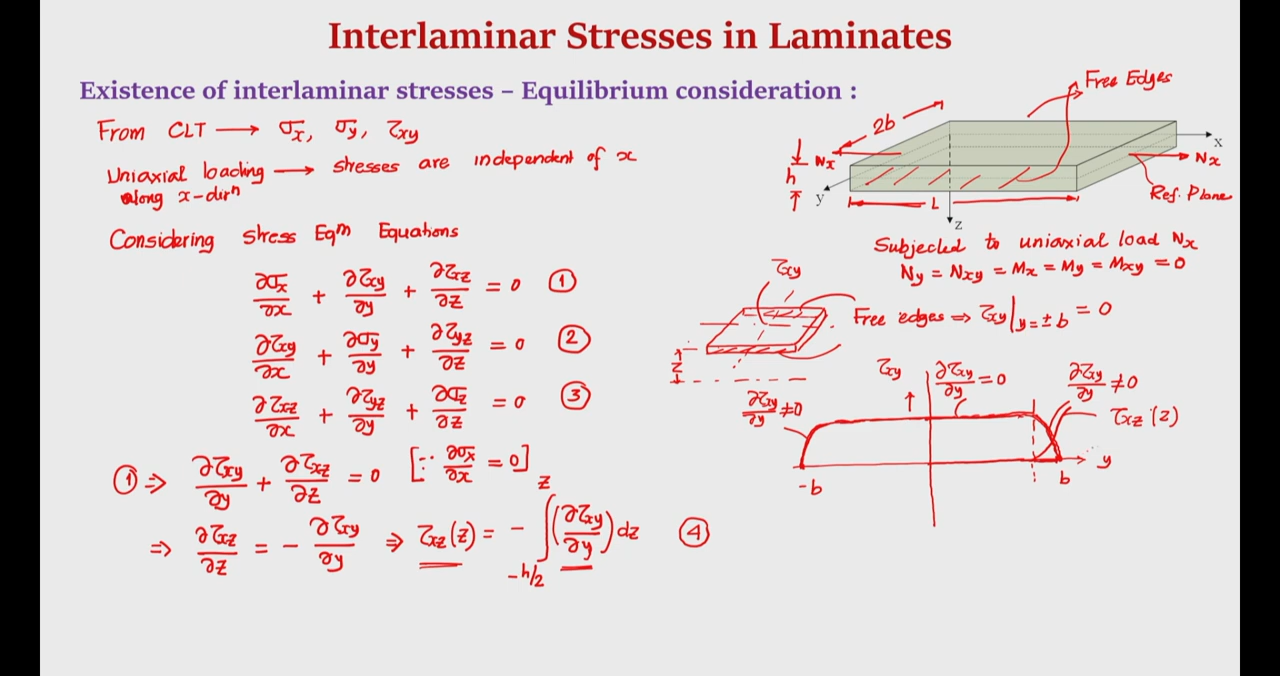 Interlaminar Stresses in Laminates
Existence of interlaminar stresses – Equilibrium consideration :
From CLT ⟶ σx, σy, τxy
Uniaxial loading ⟶ stresses are independent of x
along x-dirⁿ
Considering stress Eqm Equations
∂σx/∂x + ∂τxy/∂y + ∂τxz/∂z = 0 ①
∂τxy/∂x + ∂σy/∂y + ∂τyz/∂z = 0 ②
∂τxz/∂x + ∂τyz/∂y + ∂σz/∂z = 0 ③
① ⇒ ∂τxy/∂y + ∂τxz/∂z = 0 [∵ ∂σx/∂x = 0]
⇒ ∂τxz/∂z = - ∂τxy/∂y ⇒ τxz(z) = - ∫_{-h/2}^{z} (∂τxy/∂y) dz ④
Free Edges
2b
x
Nx
Nx
h
y
L
Ref. Plane
z
Subjected to uniaxial load Nx
Ny = Nxy = Mx = My = Mxy = 0
τxy
Free edges ⇒ τxy|y=±b = 0
z
τxy
∂τxy/∂y = 0
∂τxy/∂y ≠ 0
∂τxy/∂y ≠ 0
τxz (z)
y
-b
b